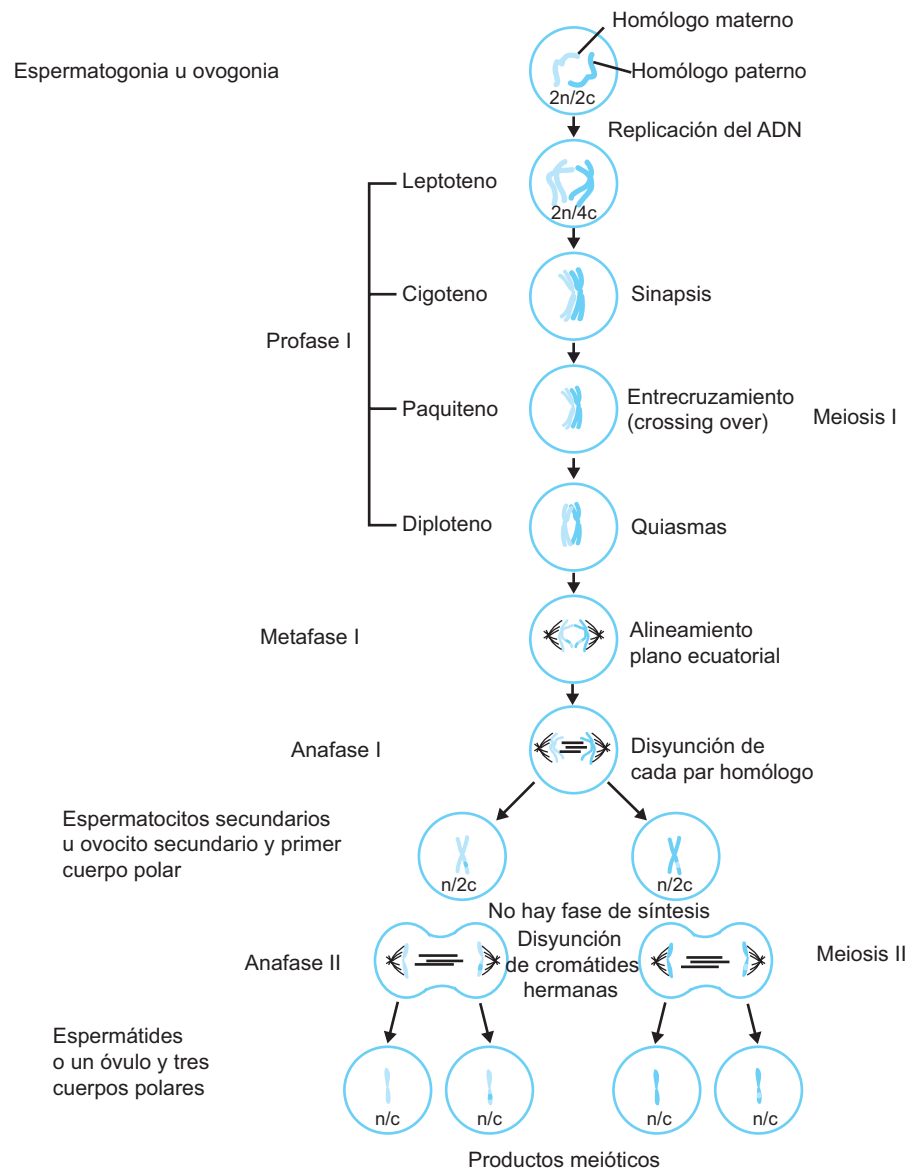 Homólogo materno
Espermatogonia u ovogonia
Homólogo paterno
2n/2c
Replicación del ADN
Leptoteno
2n/4c
Cigoteno
Sinapsis
Profase I
Paquiteno
Entrecruzamiento
(crossing over)
Meiosis I
Diploteno
Quiasmas
Metafase I
Alineamiento
plano ecuatorial
Anafase I
Disyunción de
cada par homólogo
Espermatocitos secundarios
u ovocito secundario y primer
cuerpo polar
n/2c
n/2c
No hay fase de síntesis
Anafase II
Disyunción
de cromátides
hermanas
Meiosis II
Espermátides
o un óvulo y tres
cuerpos polares
n/c
n/c
n/c
n/c
Productos meióticos